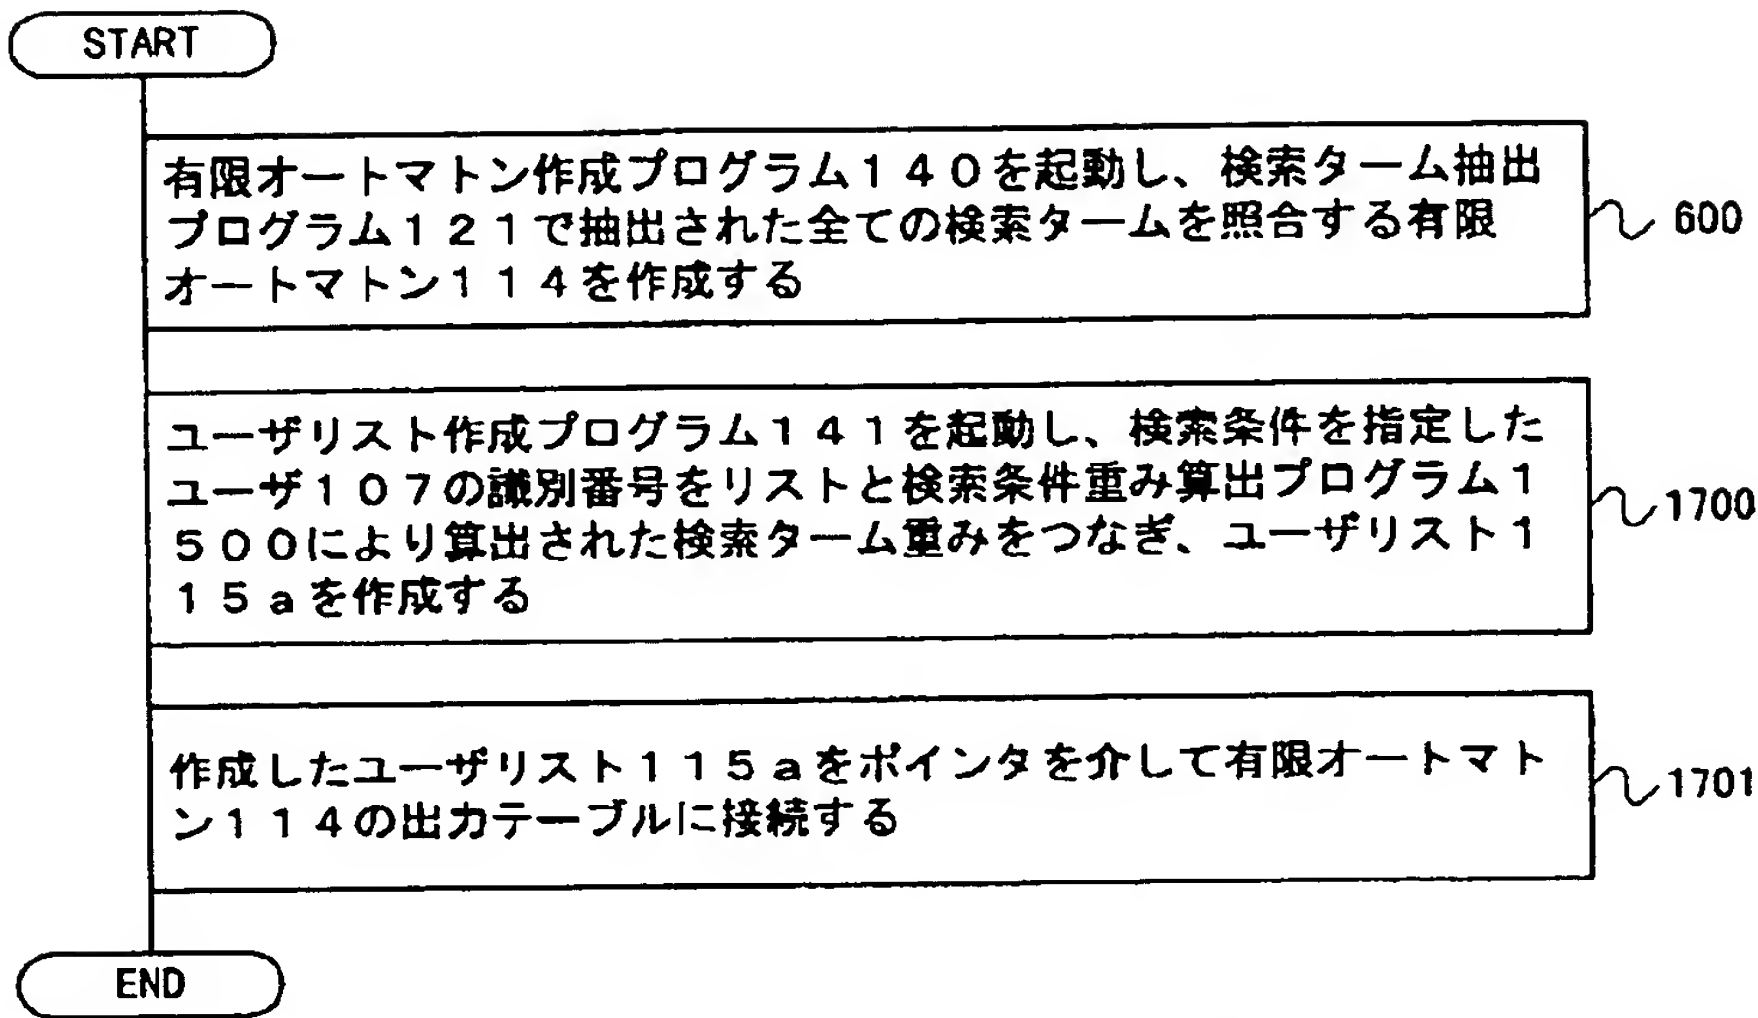 START
有限オートマトン作成プログラム１４０を起動し、検索ターム抽出
プログラム１２１で抽出された全ての検索タームを照合する有限
オートマトン１１４を作成する
600
ユーザリスト作成プログラム１４１を起動し、検索条件を指定した
ユーザ１０７の識別番号をリストと検索条件重み算出プログラム１
５００により算出された検索ターム重みをつなぎ、ユーザリスト１
１５ａを作成する
1700
作成したユーザリスト１１５ａをポインタを介して有限オートマト
ン１１４の出力テーブルに接続する
1701
END